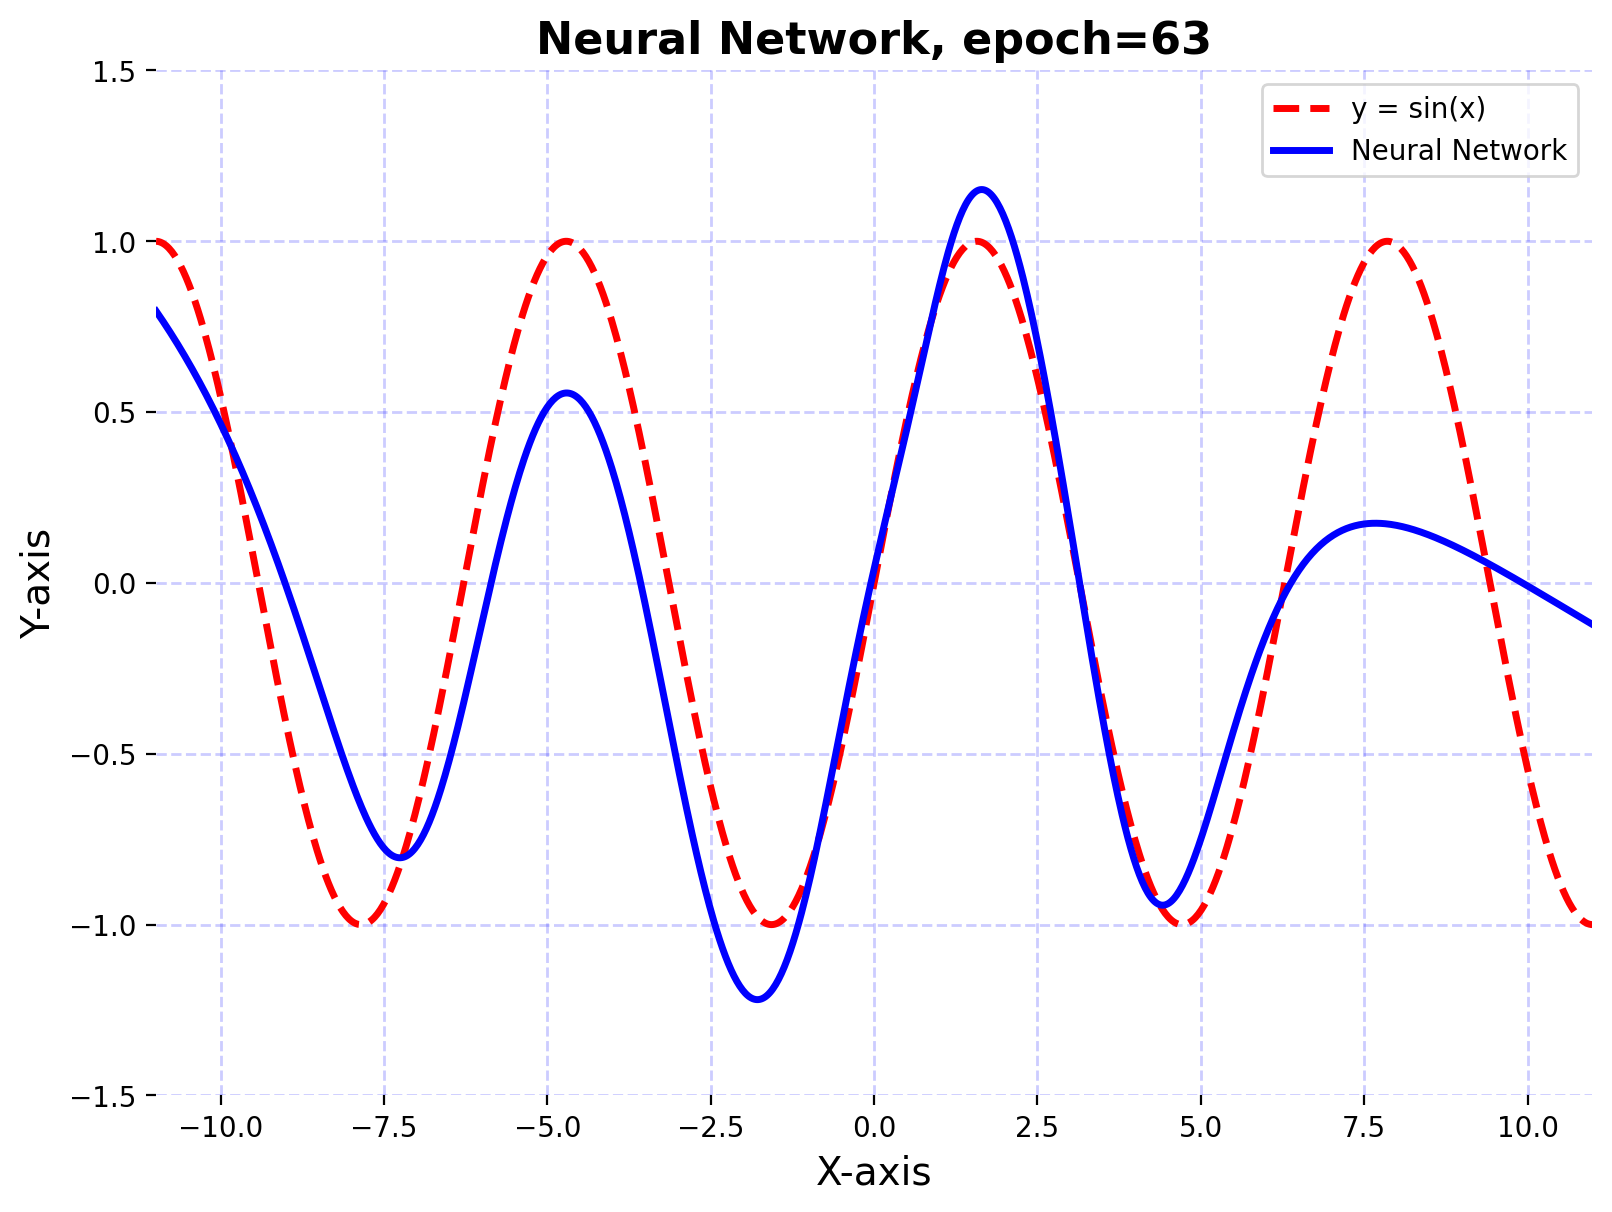 Neural Network, epoch=63
1.5
1.0
0.5
0.0
−0.5
−1.0
−1.5
Y-axis
y = sin(x)
Neural Network
−10.0 −7.5 −5.0 −2.5 0.0 2.5 5.0 7.5 10.0
X-axis